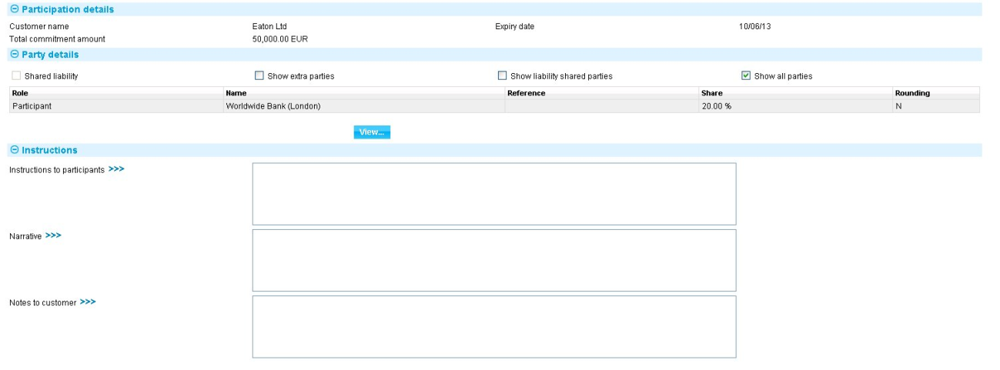 Participation details
Customer name Eaton Ltd Expiry date 10/06/13
Total commitment amount 50,000.00 EUR
Party details
Shared liability Show extra parties Show liability shared parties Show all parties
Role Name Reference Share Rounding
Participant Worldwide Bank (London) 20.00 % N
View...
Instructions
Instructions to participants >>>
Narrative >>>
Notes to customer >>>